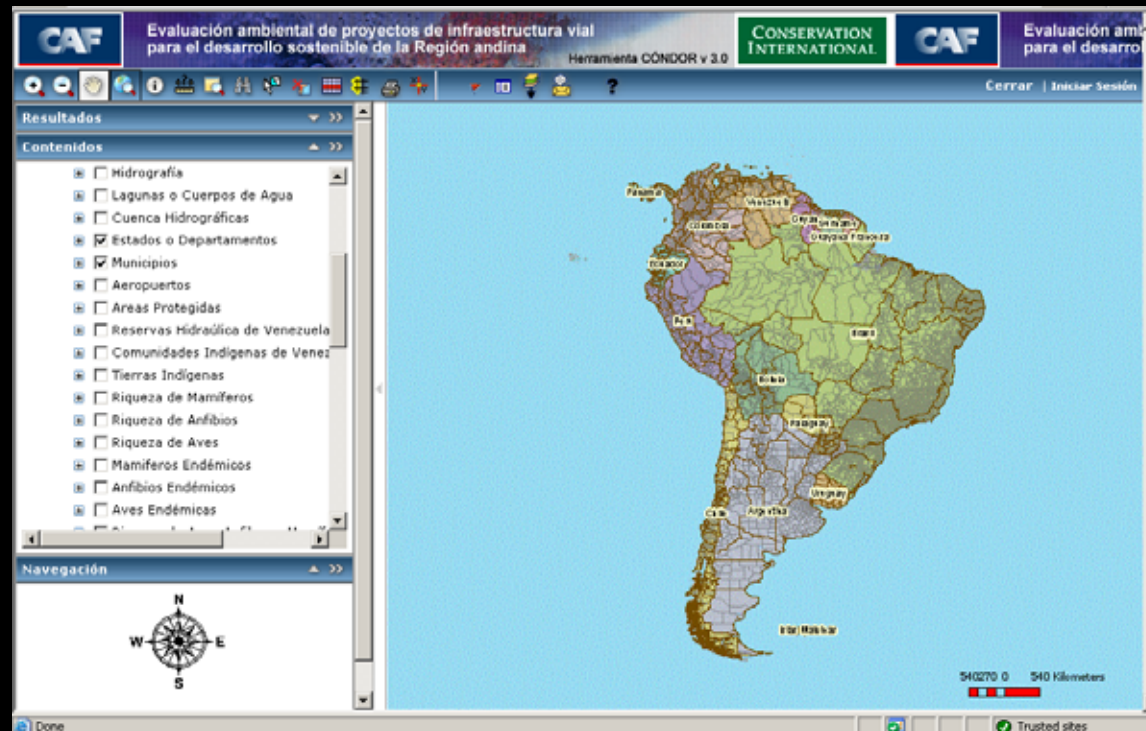 CAF
Evaluación ambiental de proyectos de infraestructura vial
para el desarrollo sostenible de la Región andina
Herramienta CÓNDOR v 3.0
CONSERVATION
INTERNATIONAL
CAF
Evaluación amb
para el desarro
Cerrar | Iniciar Sesión
Resultados
Contenidos
Hidrografía
Lagunas o Cuerpos de Agua
Cuenca Hidrográficas
Estados o Departamentos
Municipios
Aeropuertos
Areas Protegidas
Reservas Hidraúlica de Venezuela
Comunidades Indígenas de Venez
Tierras Indígenas
Riqueza de Mamíferos
Riqueza de Anfibios
Riqueza de Aves
Mamiferos Endémicos
Anfibios Endémicos
Aves Endémicas
Navegación
N
W
E
S
Panamá
Venezuela
Colombia
Guayana Francesa
Ecuador
Perú
Brasil
Bolivia
Paraguay
Uruguay
Chile
Argentina
Islas Malvinas
540270 0 540 Kilometers
Done
Trusted sites